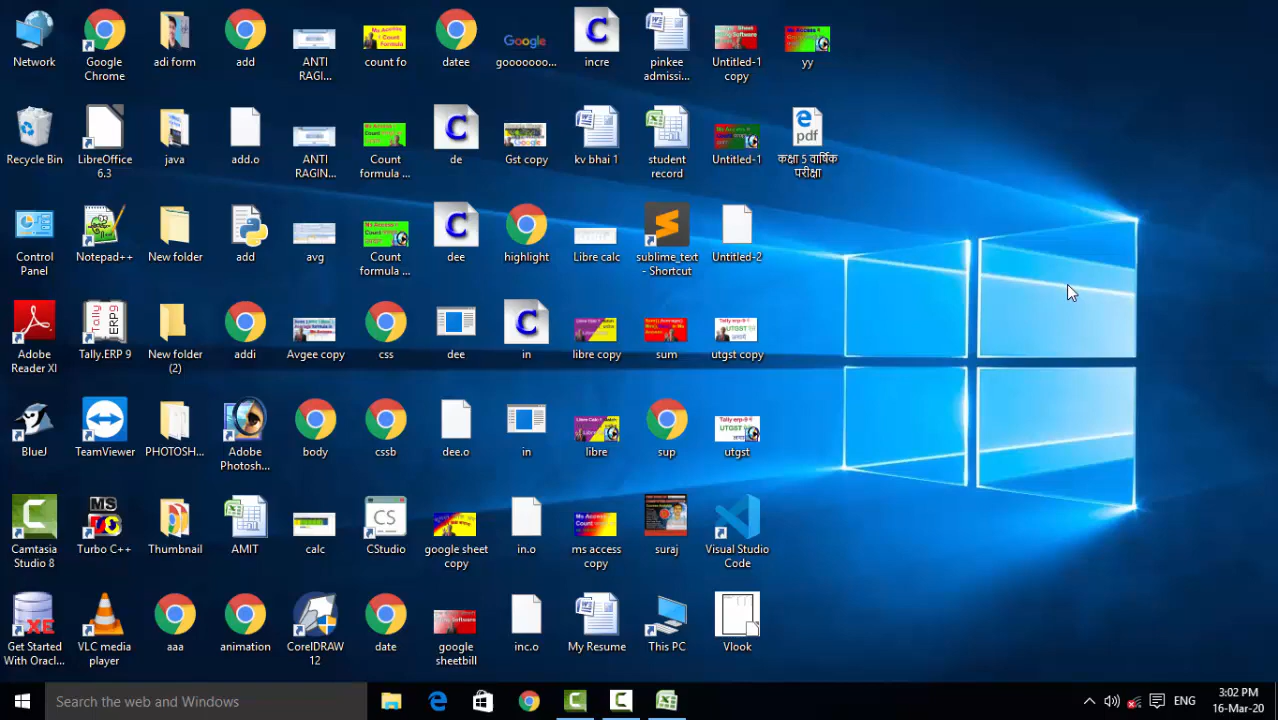 Network
Google
Chrome
adi form
add
ANTI
RAGI...
count fo
datee
gooooooo...
incre
pinkee
admissi...
Untitled-1
copy
yy
Recycle Bin
LibreOffice
6.3
java
add.o
ANTI
RAGIN...
Count
formula ...
de
Gst copy
kv bhai 1
student
record
Untitled-1
कक्षा 5 वार्षिक
परीक्षा
Control
Panel
Notepad++
New folder
add
avg
Count
formula ...
dee
highlight
Libre calc
sublime_text
- Shortcut
Untitled-2
Adobe
Reader XI
Tally.ERP 9
New folder
(2)
addi
Avgee copy
css
dee
in
libre copy
sum
utgst copy
BlueJ
TeamViewer
PHOTOSH...
Adobe
Photosh...
body
cssb
dee.o
in
libre
sup
utgst
Camtasia
Studio 8
Turbo C++
Thumbnail
AMIT
calc
CStudio
google sheet
copy
in.o
ms access
copy
suraj
Visual Studio
Code
Get Started
With Oracl...
VLC media
player
aaa
animation
CorelDRAW
12
date
google
sheetbill
inc.o
My Resume
This PC
Vlook
Search the web and Windows
ENG
3:02 PM
16-Mar-20